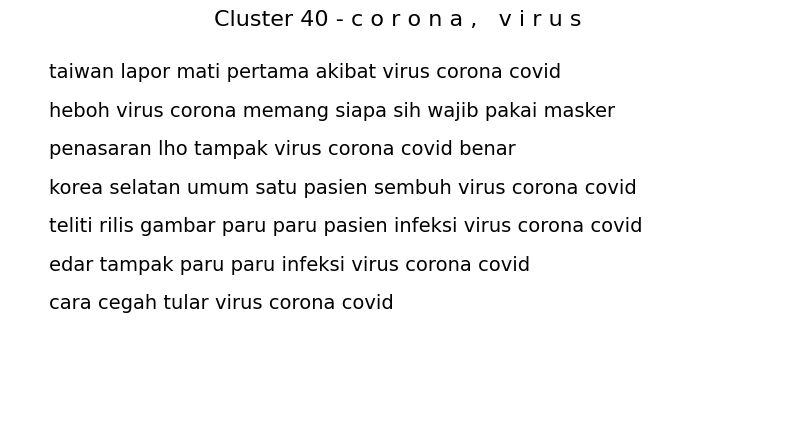 Cluster 40 - c o r o n a ,   v i r u s
taiwan lapor mati pertama akibat virus corona covid
heboh virus corona memang siapa sih wajib pakai masker
penasaran lho tampak virus corona covid benar
korea selatan umum satu pasien sembuh virus corona covid
teliti rilis gambar paru paru pasien infeksi virus corona covid
edar tampak paru paru infeksi virus corona covid
cara cegah tular virus corona covid